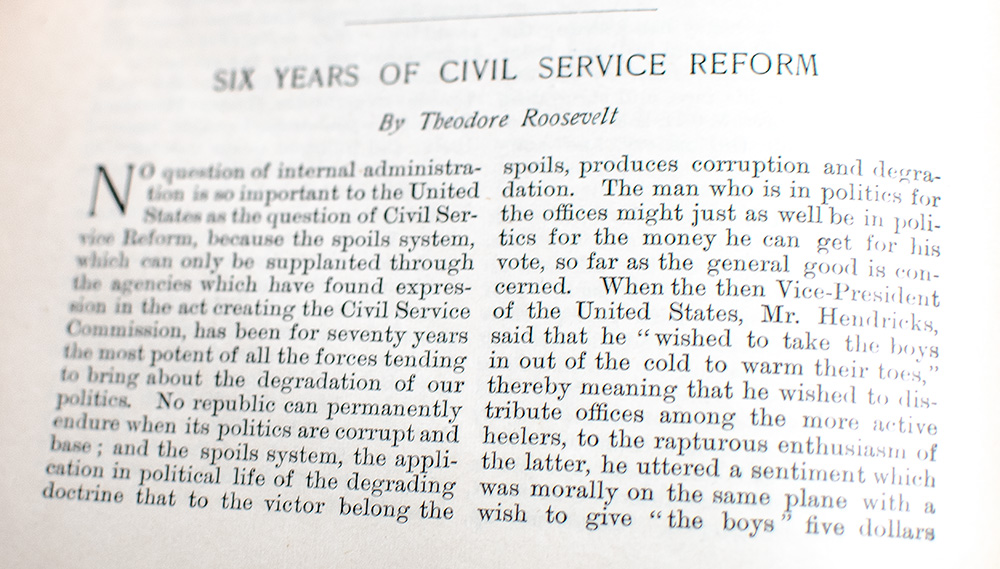 SIX YEARS OF CIVIL SERVICE REFORM
By Theodore Roosevelt
NO question of internal administra-
tion is so important to the United
States as the question of Civil Ser-
vice Reform, because the spoils system,
which can only be supplanted through
the agencies which have found expres-
sion in the act creating the Civil Service
Commission, has been for seventy years
the most potent of all the forces tending
to bring about the degradation of our
politics. No republic can permanently
endure when its politics are corrupt and
base; and the spoils system, the appli-
cation in political life of the degrading
doctrine that to the victor belong the
spoils, produces corruption and degra-
dation. The man who is in politics for
the offices might just as well be in poli-
tics for the money he can get for his
vote, so far as the general good is con-
cerned. When the then Vice-President
of the United States, Mr. Hendricks,
said that he "wished to take the boys
in out of the cold to warm their toes,"
thereby meaning that he wished to dis-
tribute offices among the more active
heelers, to the rapturous enthusiasm of
the latter, he uttered a sentiment which
was morally on the same plane with a
wish to give "the boys" five dollars